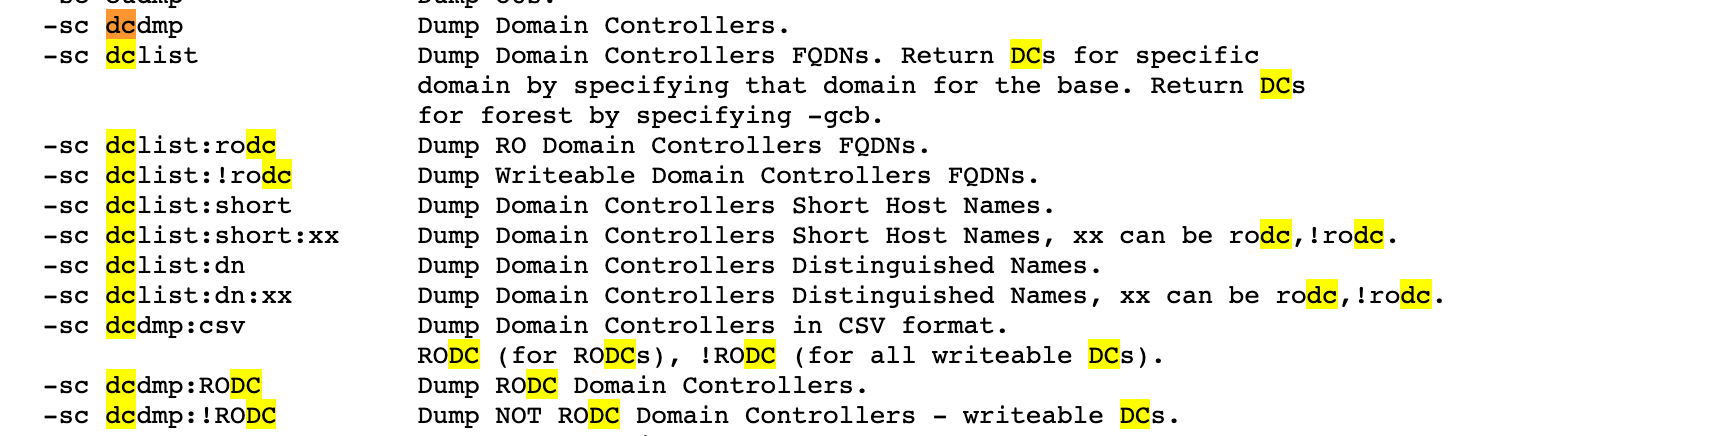 -sc dcdmp Dump Domain Controllers.
-sc dclist Dump Domain Controllers FQDNs. Return DCs for specific
domain by specifying that domain for the base. Return DCs
for forest by specifying -gcb.
-sc dclist:rodc Dump RO Domain Controllers FQDNs.
-sc dclist:!rodc Dump Writeable Domain Controllers FQDNs.
-sc dclist:short Dump Domain Controllers Short Host Names.
-sc dclist:short:xx Dump Domain Controllers Short Host Names, xx can be rodc,!rodc.
-sc dclist:dn Dump Domain Controllers Distinguished Names.
-sc dclist:dn:xx Dump Domain Controllers Distinguished Names, xx can be rodc,!rodc.
-sc dcdmp:csv Dump Domain Controllers in CSV format.
RODC (for RODCs), !RODC (for all writeable DCs).
-sc dcdmp:RODC Dump RODC Domain Controllers.
-sc dcdmp:!RODC Dump NOT RODC Domain Controllers - writeable DCs.